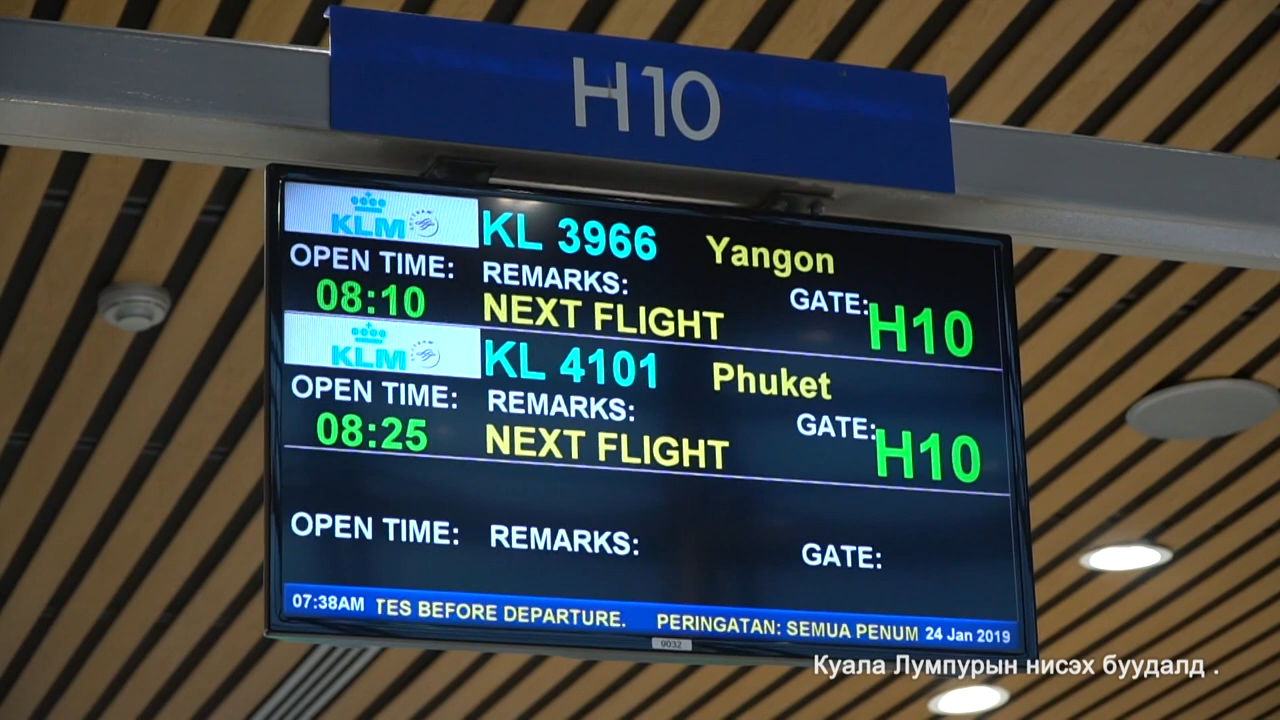 H10
KLM KL 3966 Yangon
OPEN TIME: REMARKS: GATE: H10
08:10 NEXT FLIGHT
KLM KL 4101 Phuket
OPEN TIME: REMARKS: GATE: H10
08:25 NEXT FLIGHT
OPEN TIME: REMARKS: GATE:
07:38AM TES BEFORE DEPARTURE. PERINGATAN: SEMUA PENUM 24 Jan 2019
9032
Куала Лумпурын нисэх буудалд .